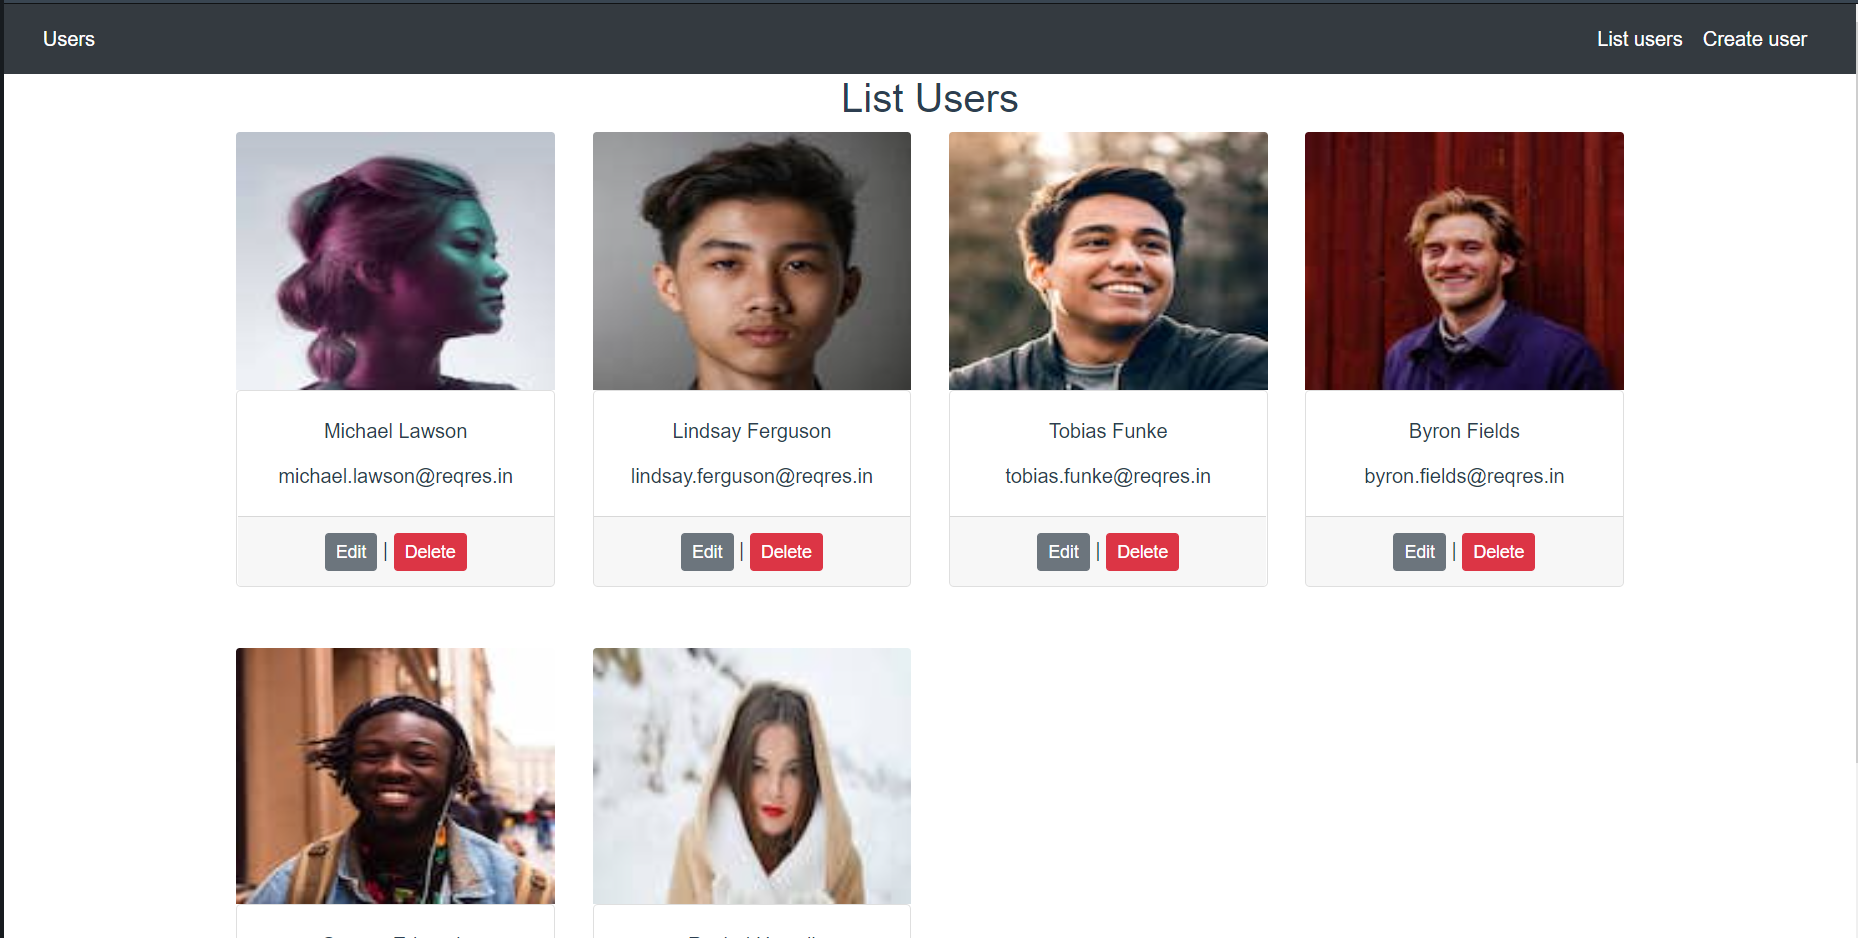 Users
List users Create user
List Users
Michael Lawson
michael.lawson@reqres.in
Edit | Delete
Lindsay Ferguson
lindsay.ferguson@reqres.in
Edit | Delete
Tobias Funke
tobias.funke@reqres.in
Edit | Delete
Byron Fields
byron.fields@reqres.in
Edit | Delete